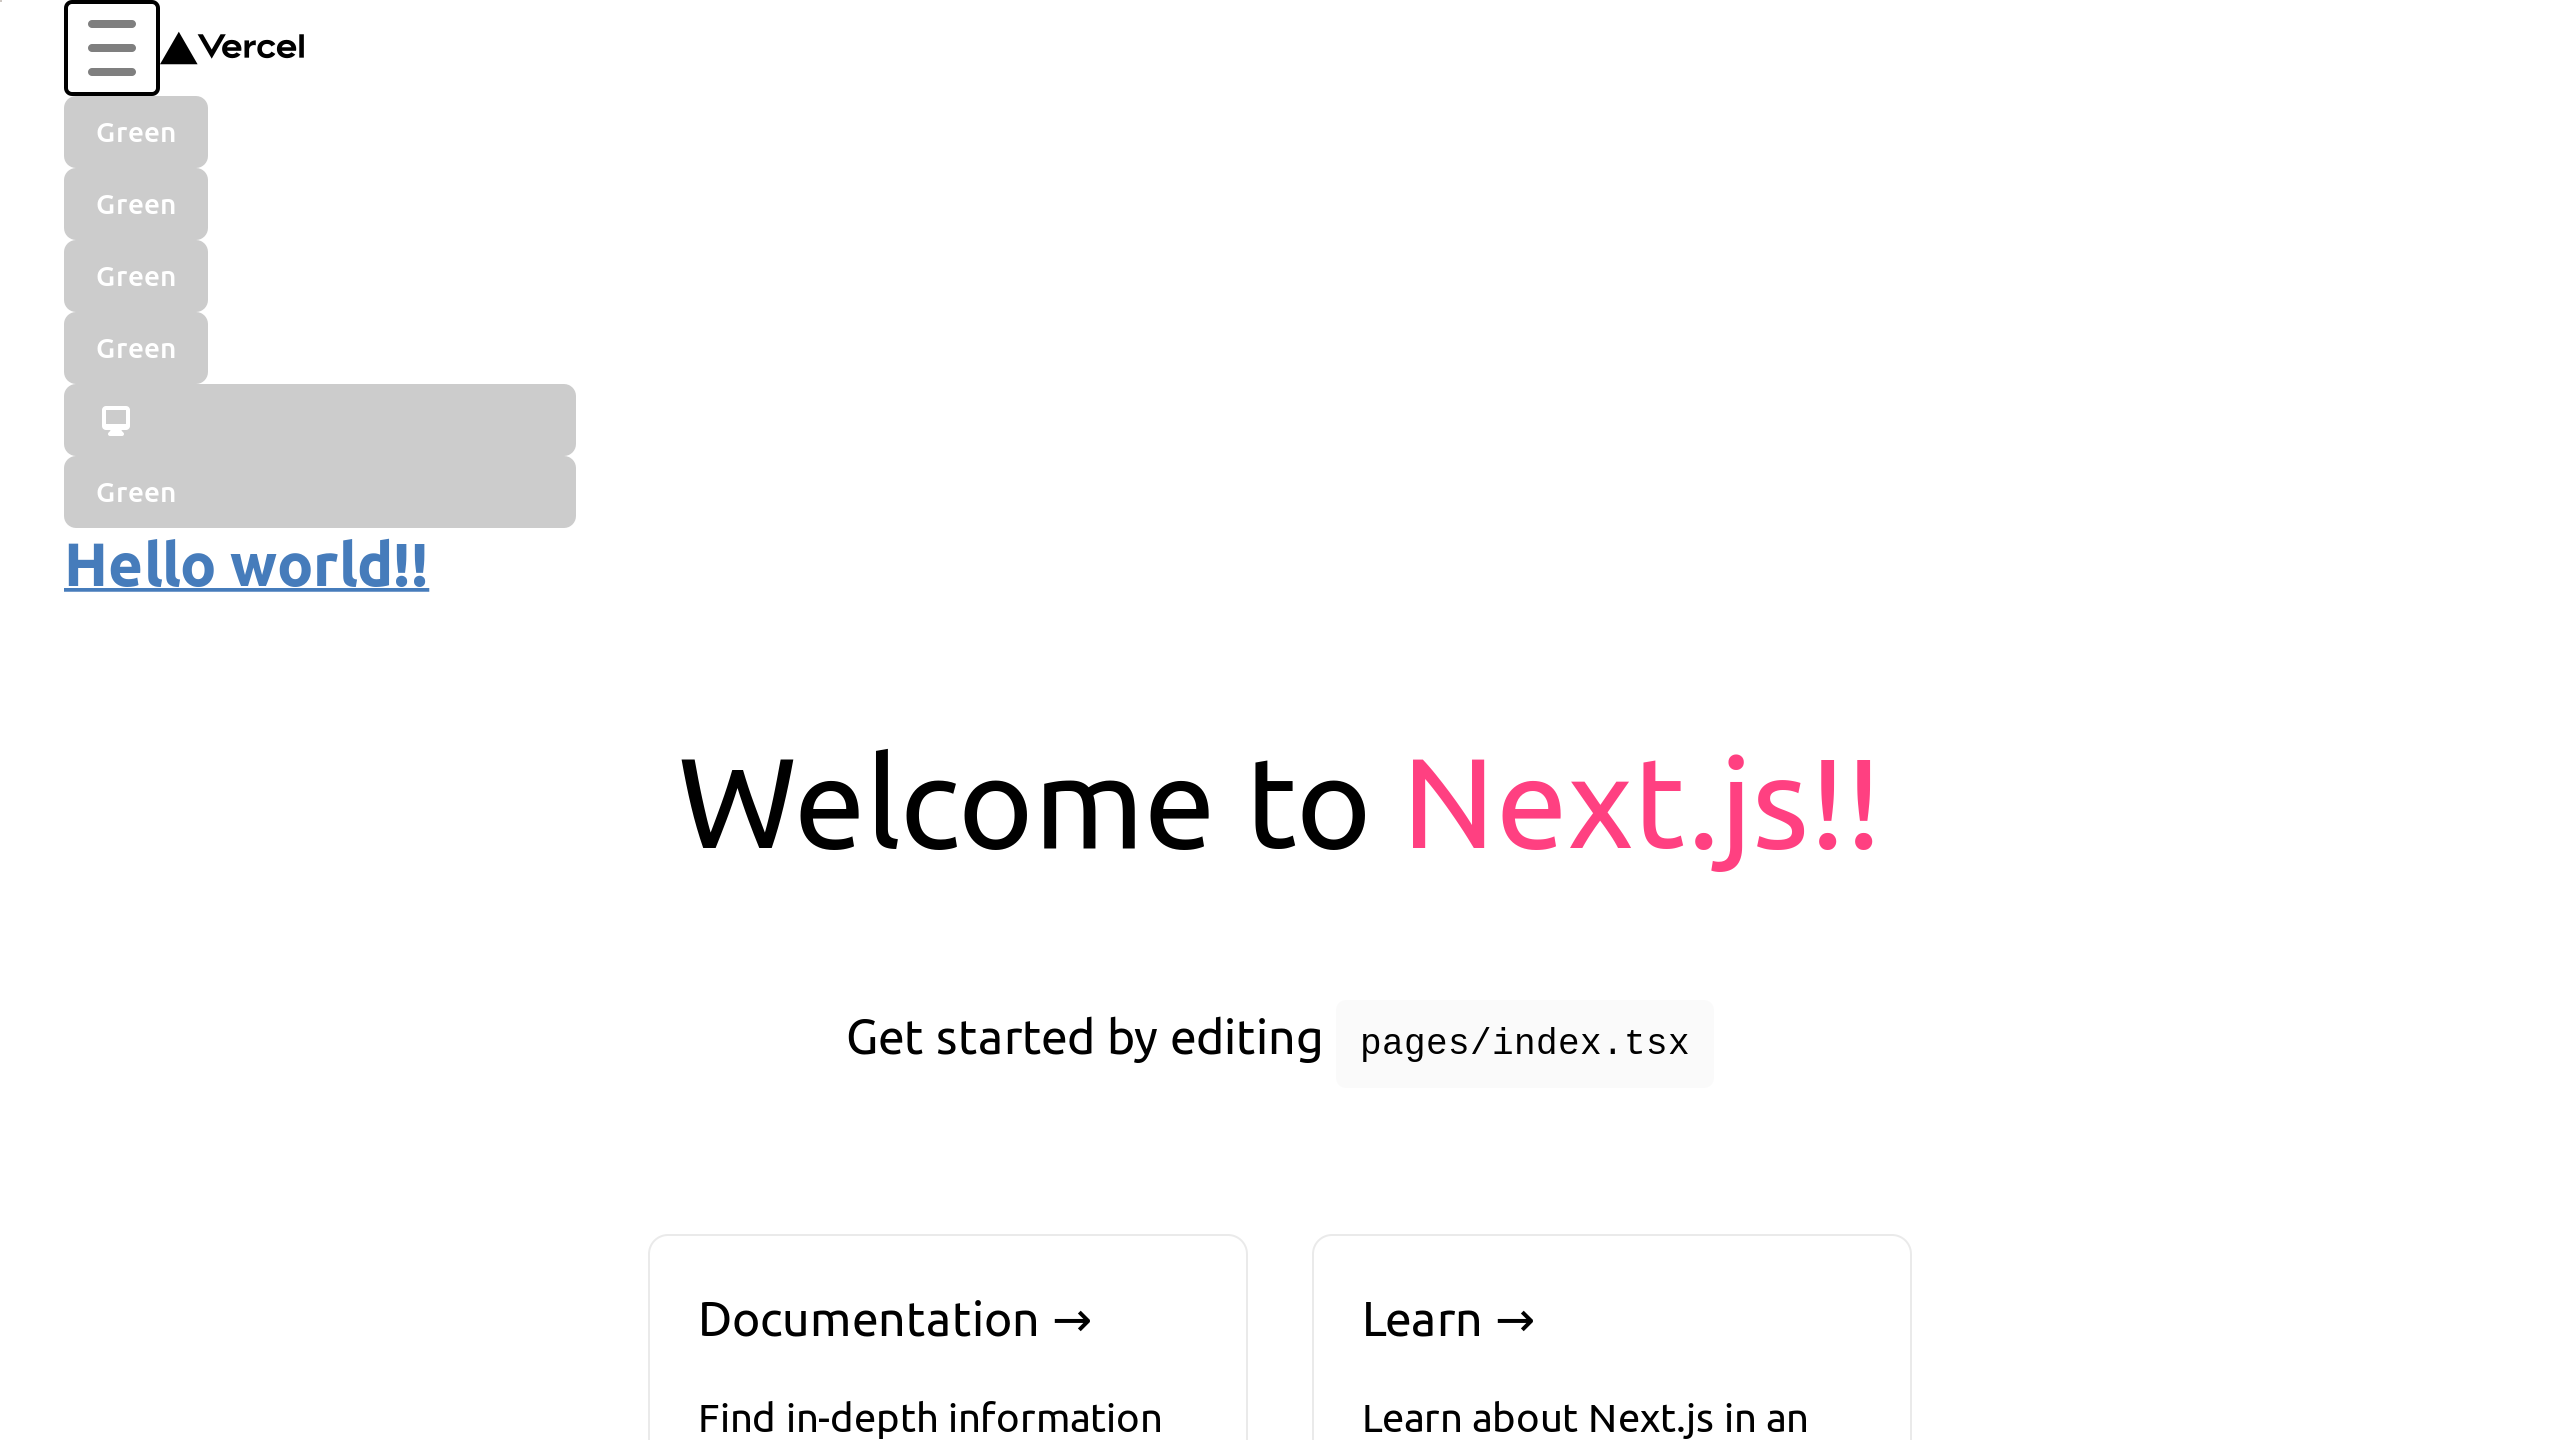 Vercel
Green
Green
Green
Green
Green
Hello world!!
Welcome to Next.js!!
Get started by editing pages/index.tsx
Documentation →
Learn →
Find in-depth information
Learn about Next.js in an